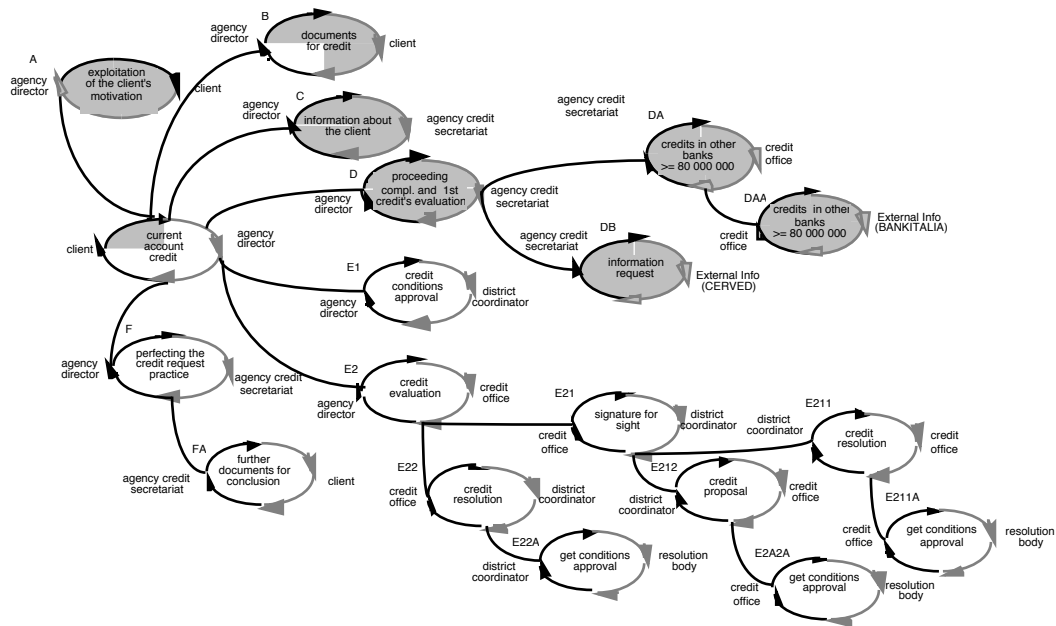 A
agency
director
exploitation
of the client's
motivation
client
B
agency
director
documents
for credit
client
C
agency
director
information about
the client
agency credit
secretariat
D
agency
director
proceeding
compl. and 1st
credit's evaluation
agency credit
secretariat
agency credit
secretariat
DA
credits in other
banks
>= 80 000 000
credit
office
DAA
credit
office
credits in other
banks
>= 80 000 000
External Info
(BANKITALIA)
agency credit
secretariat
DB
information
request
External Info
(CERVED)
client
current
account
credit
agency
director
E1
agency
director
credit
conditions
approval
district
coordinator
F
agency
director
perfecting the
credit request
practice
agency credit
secretariat
FA
agency credit
secretariat
further
documents for
conclusion
client
E2
agency
director
credit
evaluation
credit
office
E21
credit
office
signature for
sight
district
coordinator
district
coordinator
E211
credit
resolution
credit
office
E22
credit
office
credit
resolution
district
coordinator
E212
district
coordinator
credit
proposal
credit
office
E211A
credit
office
get conditions
approval
resolution
body
E22A
district
coordinator
get conditions
approval
resolution
body
E2A2A
credit
office
get conditions
approval
resolution
body